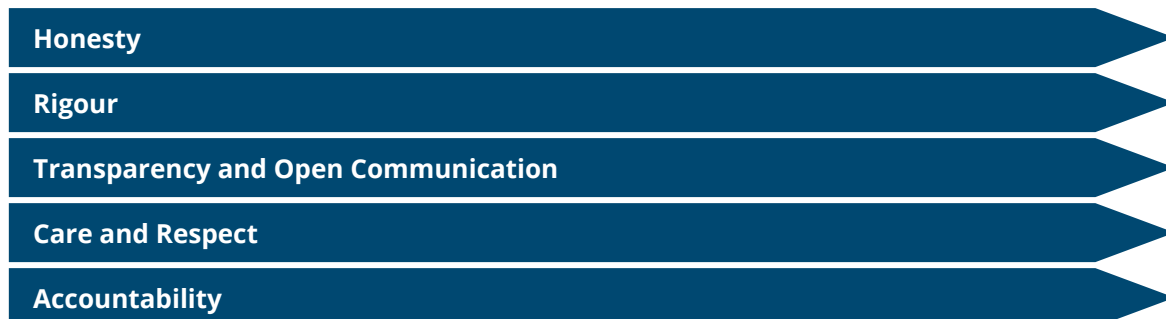 Honesty
Rigour
Transparency and Open Communication
Care and Respect
Accountability